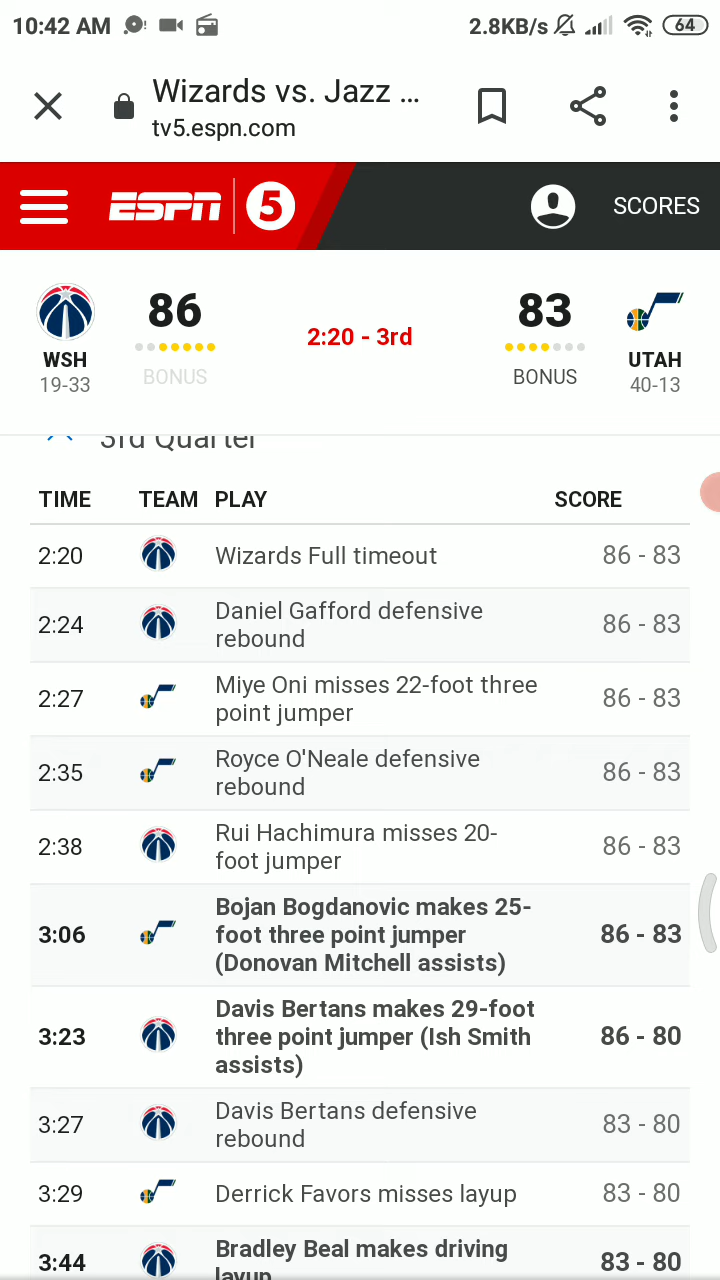 10:42 AM
2.8KB/s
64
Wizards vs. Jazz ...
tv5.espn.com
ESPN 5
SCORES
86
83
2:20 - 3rd
WSH
19-33
BONUS
BONUS
UTAH
40-13
3rd Quarter
TIME TEAM PLAY SCORE
2:20 Wizards Full timeout 86 - 83
2:24 Daniel Gafford defensive
rebound 86 - 83
2:27 Miye Oni misses 22-foot three
point jumper 86 - 83
2:35 Royce O'Neale defensive
rebound 86 - 83
2:38 Rui Hachimura misses 20-
foot jumper 86 - 83
Bojan Bogdanovic makes 25-
3:06 foot three point jumper 86 - 83
(Donovan Mitchell assists)
Davis Bertans makes 29-foot
3:23 three point jumper (Ish Smith 86 - 80
assists)
3:27 Davis Bertans defensive
rebound 83 - 80
3:29 Derrick Favors misses layup 83 - 80
3:44 Bradley Beal makes driving
layup 83 - 80